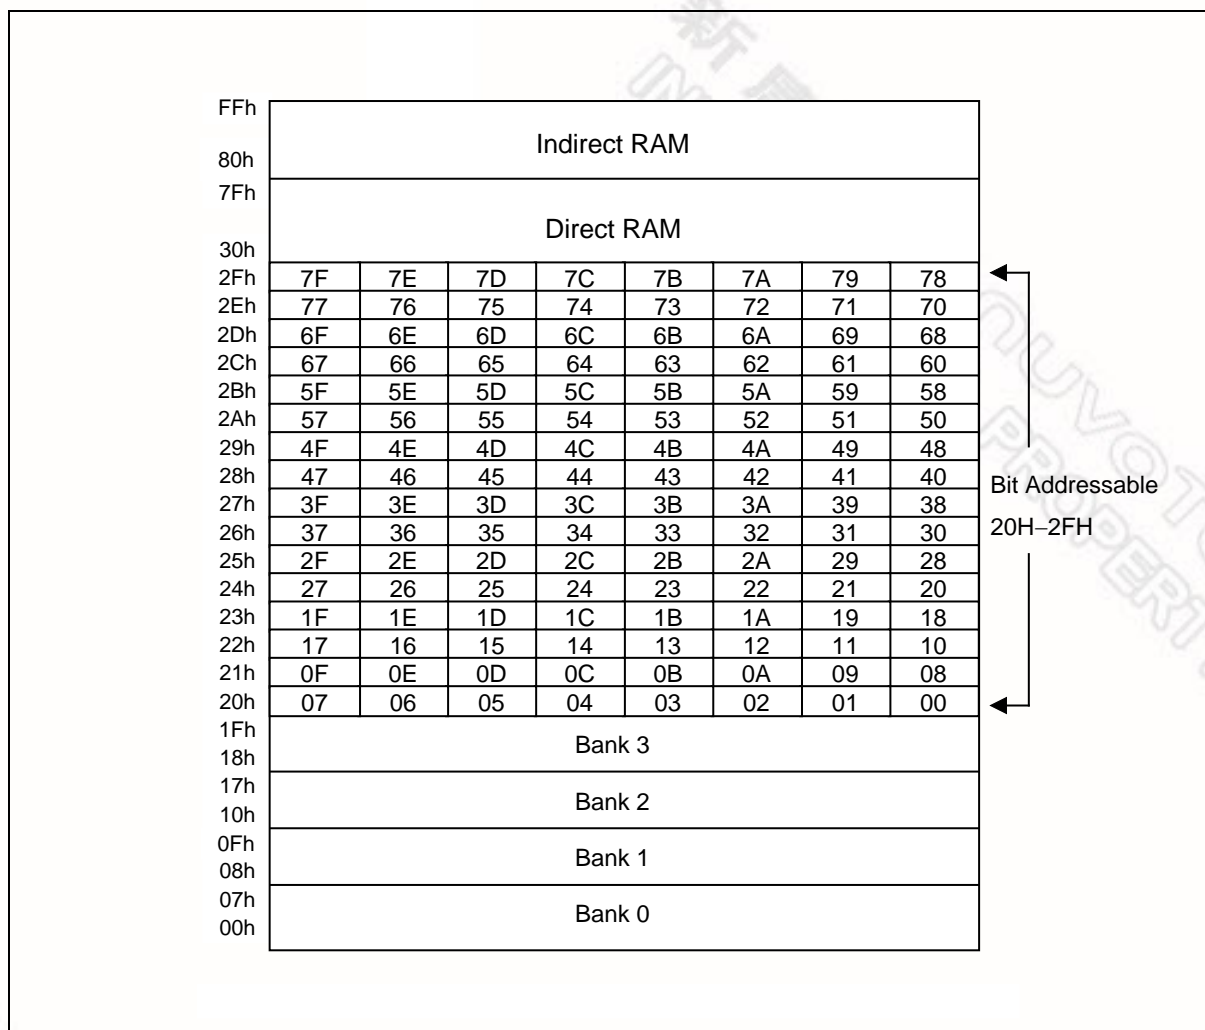 新
IN
FFh
Indirect RAM
80h
7Fh
Direct RAM
30h
2Fh 7F 7E 7D 7C 7B 7A 79 78
2Eh 77 76 75 74 73 72 71 70
2Dh 6F 6E 6D 6C 6B 6A 69 68
2Ch 67 66 65 64 63 62 61 60
2Bh 5F 5E 5D 5C 5B 5A 59 58
2Ah 57 56 55 54 53 52 51 50
29h 4F 4E 4D 4C 4B 4A 49 48
28h 47 46 45 44 43 42 41 40
27h 3F 3E 3D 3C 3B 3A 39 38
26h 37 36 35 34 33 32 31 30
25h 2F 2E 2D 2C 2B 2A 29 28
24h 27 26 25 24 23 22 21 20
23h 1F 1E 1D 1C 1B 1A 19 18
22h 17 16 15 14 13 12 11 10
21h 0F 0E 0D 0C 0B 0A 09 08
20h 07 06 05 04 03 02 01 00
Bit Addressable
20H–2FH
nuvoTo
PROPERT
1Fh
Bank 3
18h
17h
Bank 2
10h
0Fh
Bank 1
08h
07h
Bank 0
00h